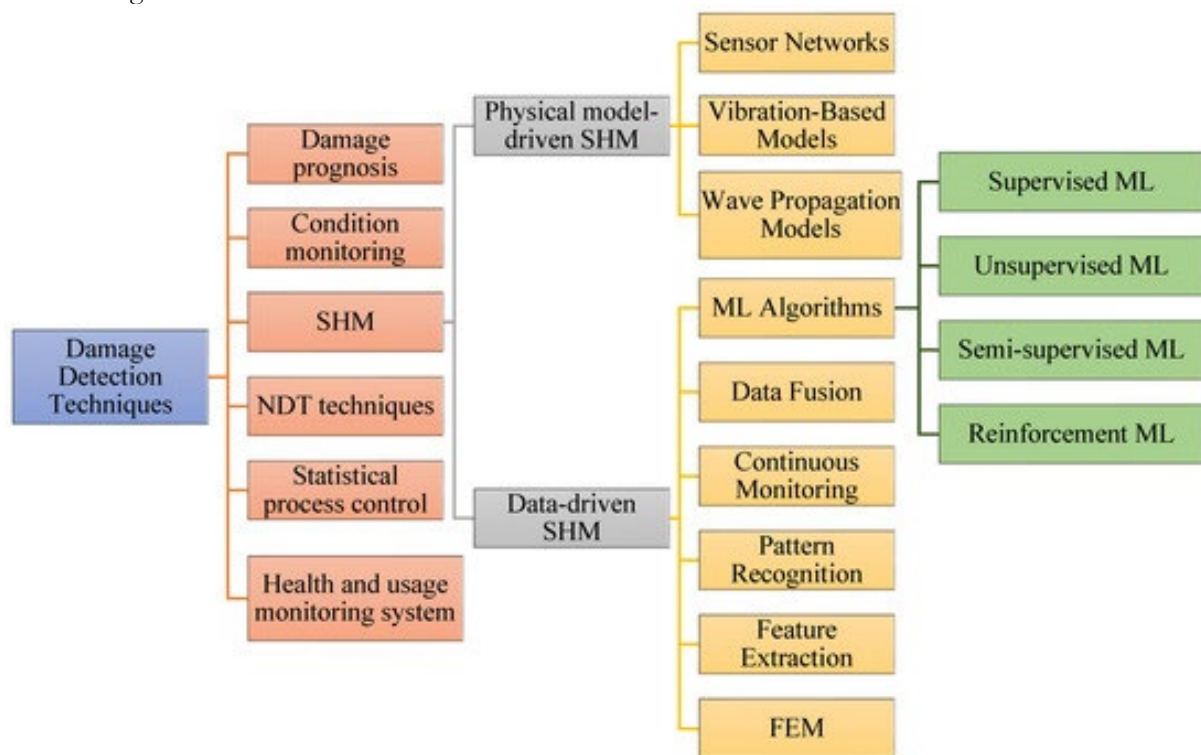 Damage
Detection
Techniques
Damage
prognosis
Condition
monitoring
SHM
NDT techniques
Statistical
process control
Health and usage
monitoring system
Physical model-
driven SHM
Data-driven
SHM
Sensor Networks
Vibration-Based
Models
Wave Propagation
Models
ML Algorithms
Data Fusion
Continuous
Monitoring
Pattern
Recognition
Feature
Extraction
FEM
Supervised ML
Unsupervised ML
Semi-supervised ML
Reinforcement ML